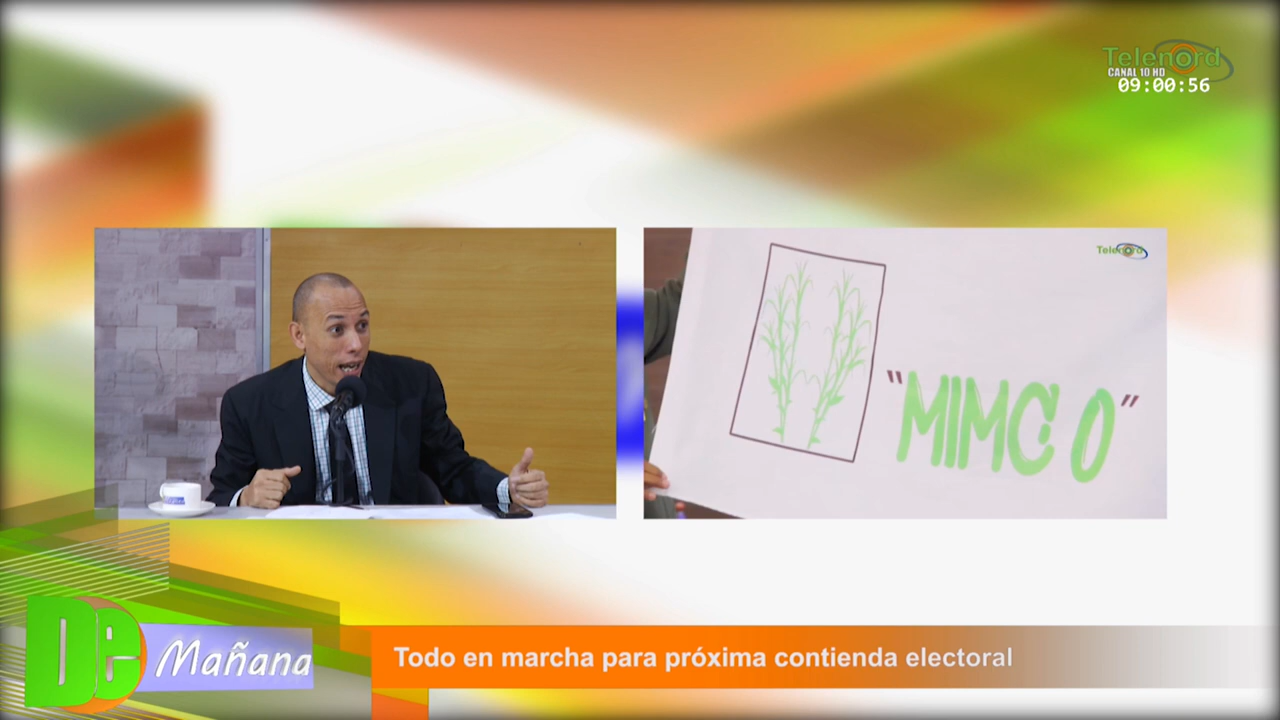 Telenord
CANAL 10 HD
09:00:56
Telenord
"MIMC O"
De
Mañana
Todo en marcha para próxima contienda electoral